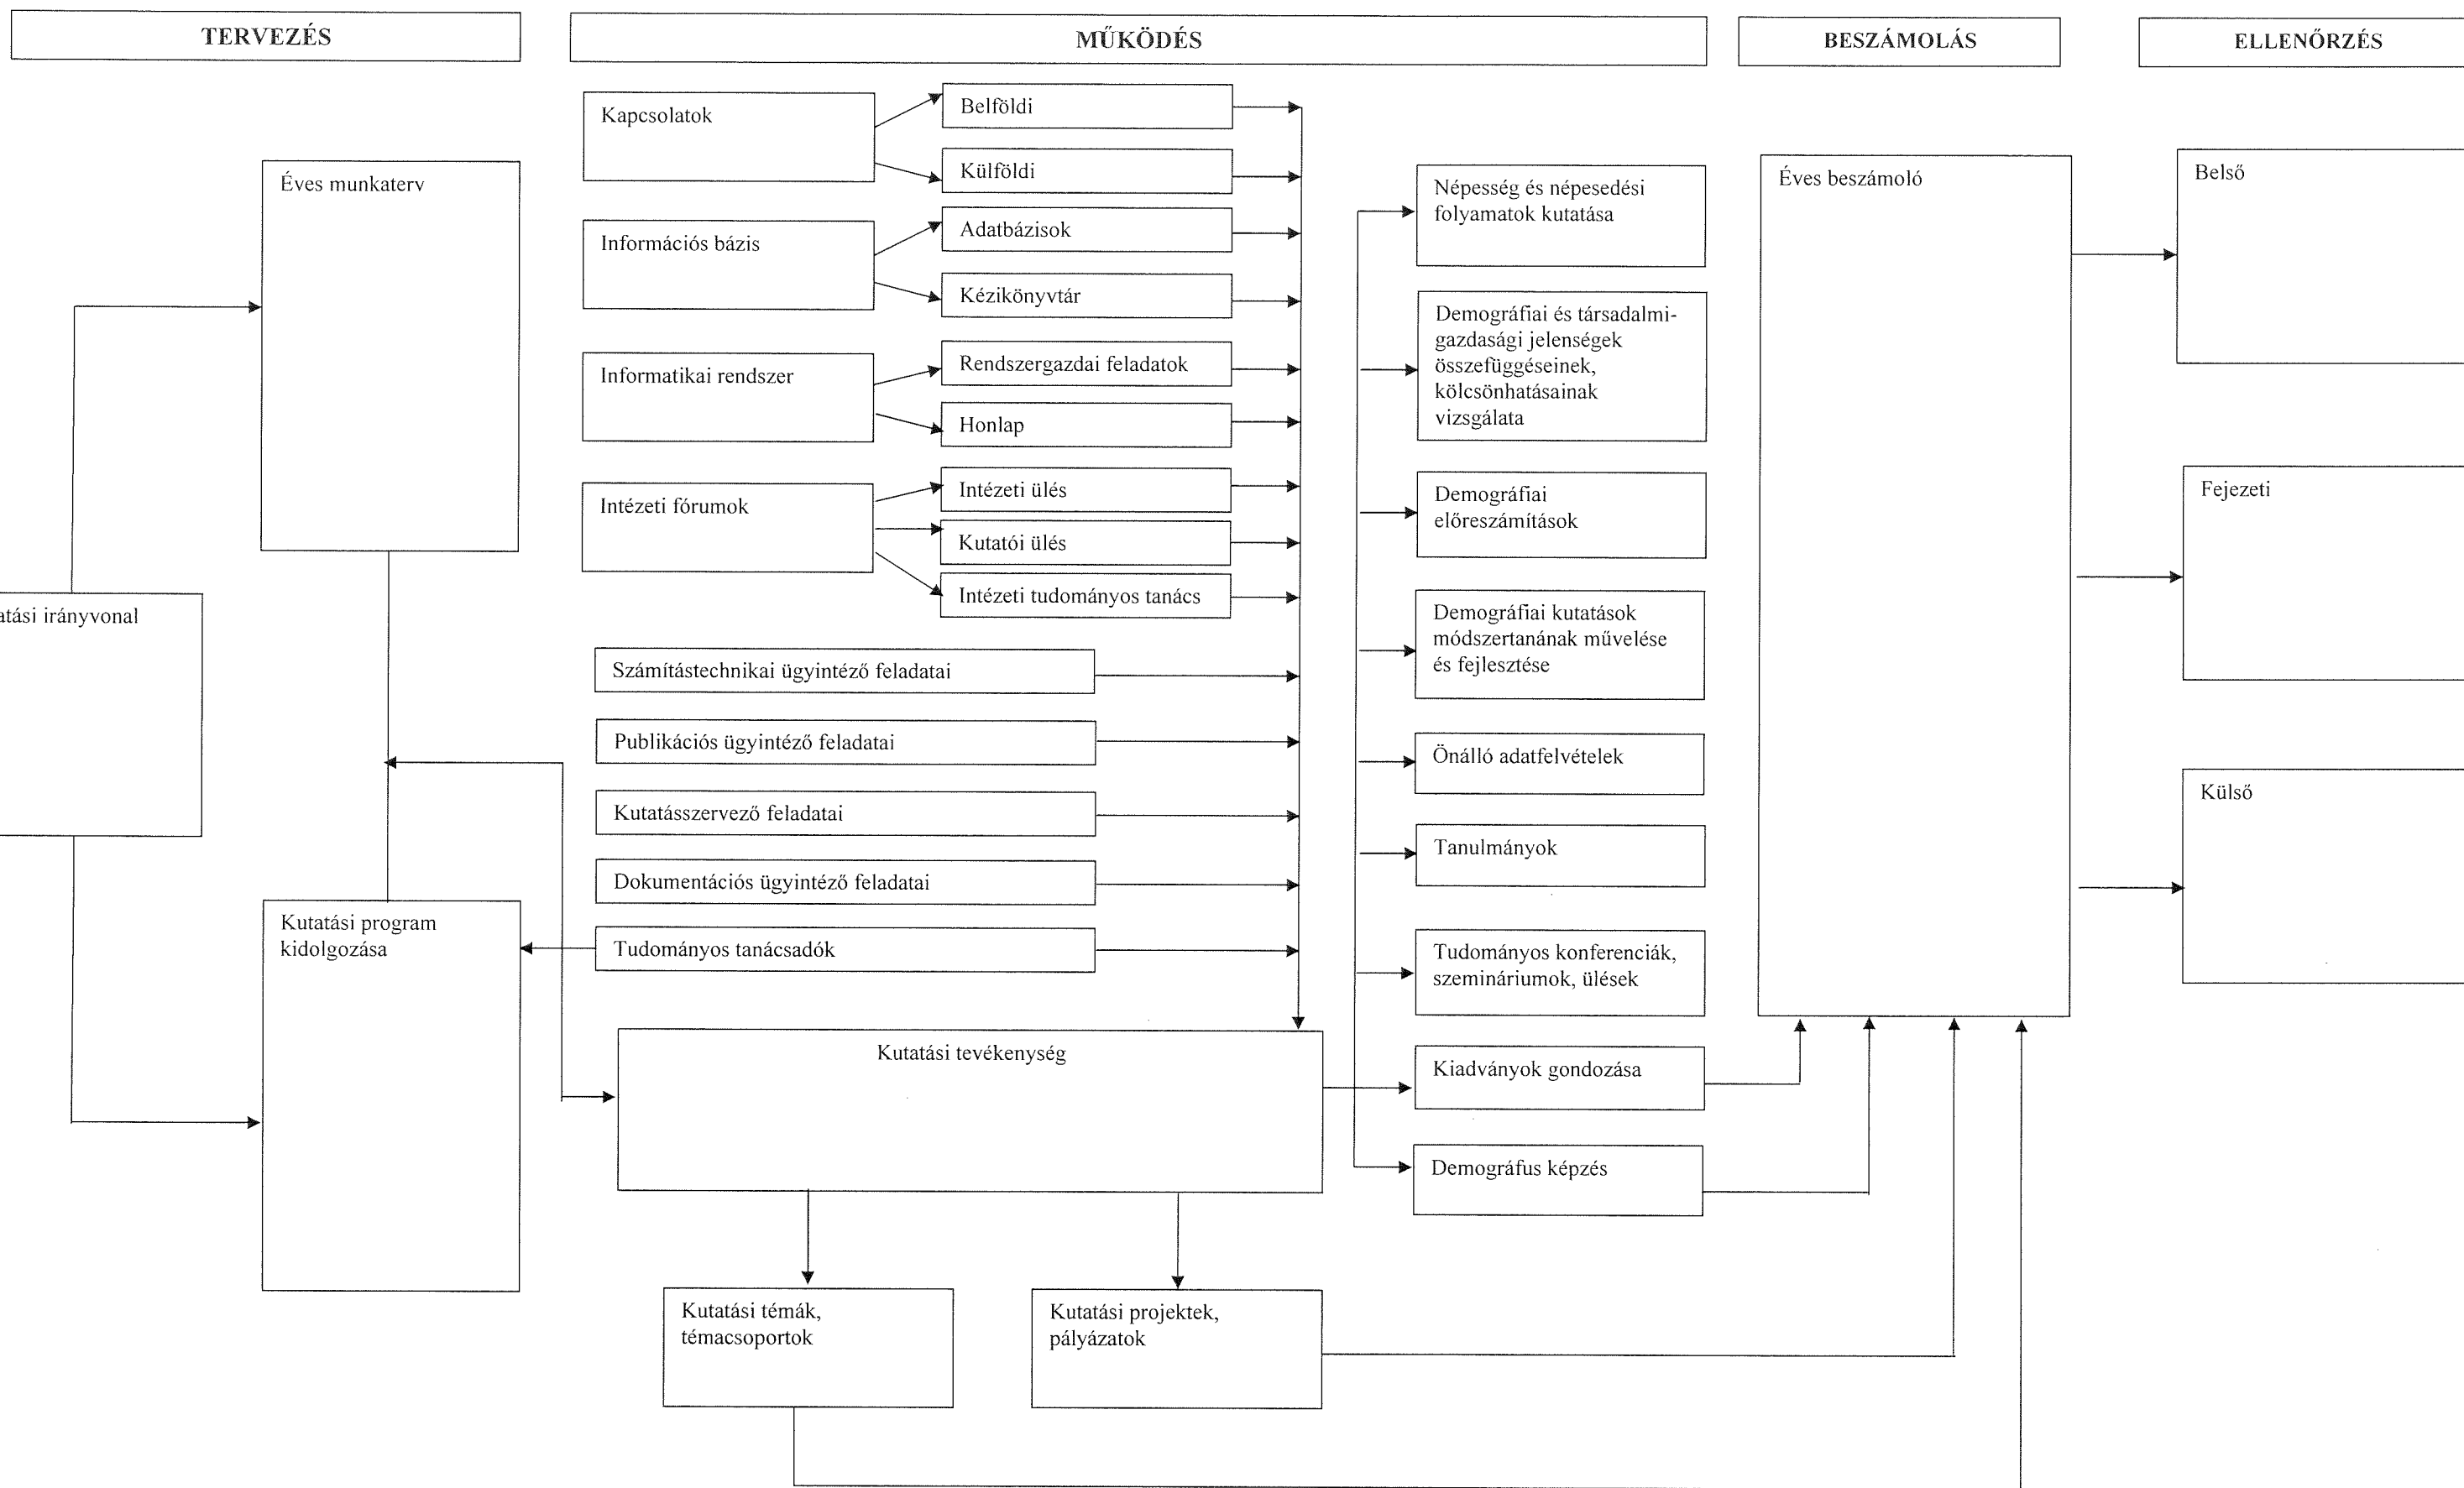 TERVEZÉS
MŰKÖDÉS
BESZÁMOLÁS
ELLENŐRZÉS
Éves munkaterv
atási irányvonal
Kutatási program
kidolgozása
Kapcsolatok
Belföldi
Külföldi
Információs bázis
Adatbázisok
Kézikönyvtár
Informatikai rendszer
Rendszergazdai feladatok
Honlap
Intézeti fórumok
Intézeti ülés
Kutatói ülés
Intézeti tudományos tanács
Számítástechnikai ügyintéző feladatai
Publikációs ügyintéző feladatai
Kutatásszervező feladatai
Dokumentációs ügyintéző feladatai
Tudományos tanácsadók
Kutatási tevékenység
Kutatási témák,
témacsoportok
Kutatási projektek,
pályázatok
Népesség és népesedési
folyamatok kutatása
Demográfiai és társadalmi-
gazdasági jelenségek
összefüggéseinek,
kölcsönhatásainak
vizsgálata
Demográfiai
előreszámítások
Demográfiai kutatások
módszertanának művelése
és fejlesztése
Önálló adatfelvételek
Tanulmányok
Tudományos konferenciák,
szemináriumok, ülések
Kiadványok gondozása
Demográfus képzés
Éves beszámoló
Belső
Fejezeti
Külső